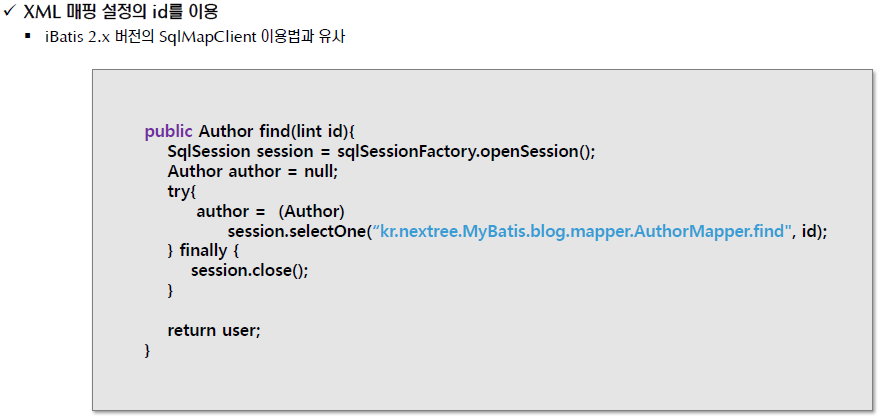 ✓ XML 매핑 설정의 id를 이용
▪ iBatis 2.x 버전의 SqlMapClient 이용법과 유사
public Author find(lint id){
SqlSession session = sqlSessionFactory.openSession();
Author author = null;
try{
author = (Author)
session.selectOne(“kr.nextree.MyBatis.blog.mapper.AuthorMapper.find", id);
} finally {
session.close();
}
return user;
}